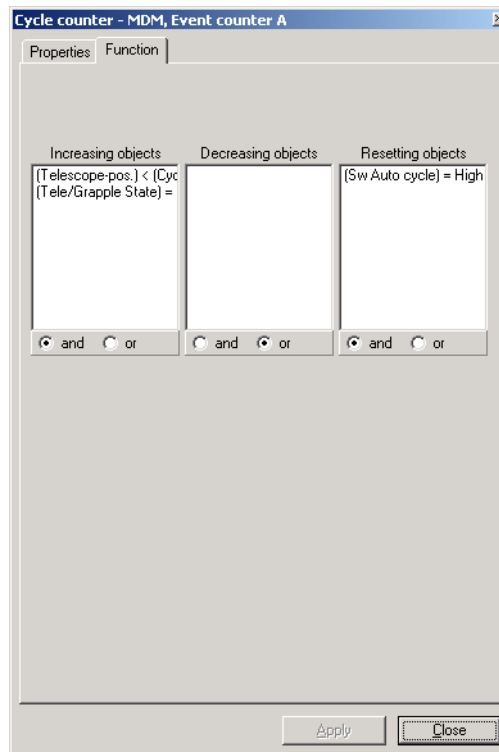 Cycle counter - MDM, Event counter A
Properties Function
Increasing objects Decreasing objects Resetting objects
(Telescope-pos.) < (Cyc (Sw Auto cycle) = High
(Tele/Grapple State) =
and or and or and or
Apply Close